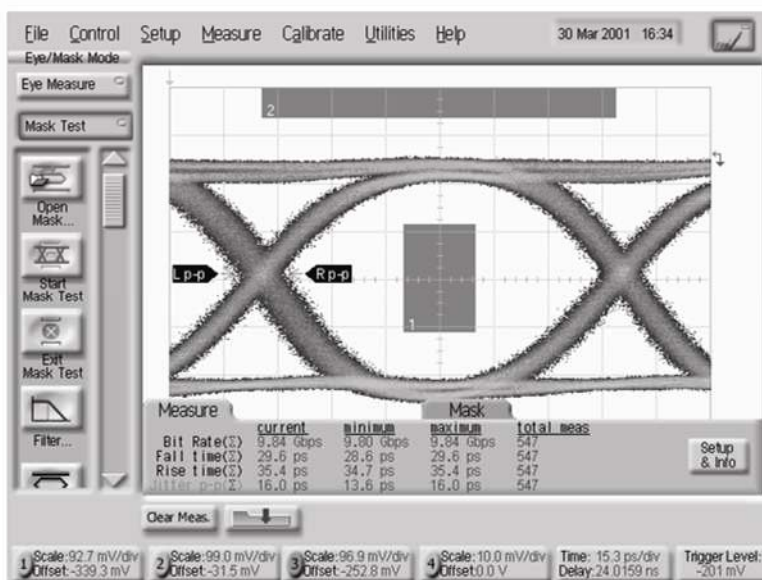 File Control Setup Measure Calibrate Utilities Help 30 Mar 2001 16:34
Eye/Mask Mode
Eye Measure
Mask Test
Open Mask...
Start Mask Test
Exit Mask Test
Filter...
2
L p-p R p-p
1
Measure Mask
current minimum maximum total meas
Bit Rate(Σ) 9.84 Gbps 9.80 Gbps 9.84 Gbps 547
Fall time(Σ) 29.6 ps 28.6 ps 29.6 ps 547
Rise time(Σ) 35.4 ps 34.7 ps 35.4 ps 547
Jitter p-p(Σ) 16.0 ps 13.6 ps 16.0 ps 547
Setup & Info
Clear Meas.
1 Scale:92.7 mV/div Offset:-339.3 mV
2 Scale:99.0 mV/div Offset:-31.5 mV
3 Scale:96.9 mV/div Offset:-252.8 mV
4 Scale:10.0 mV/div Offset:0.0 V
Time: 15.3 ps/div Delay:24.0159 ns
Trigger Level: -201 mV